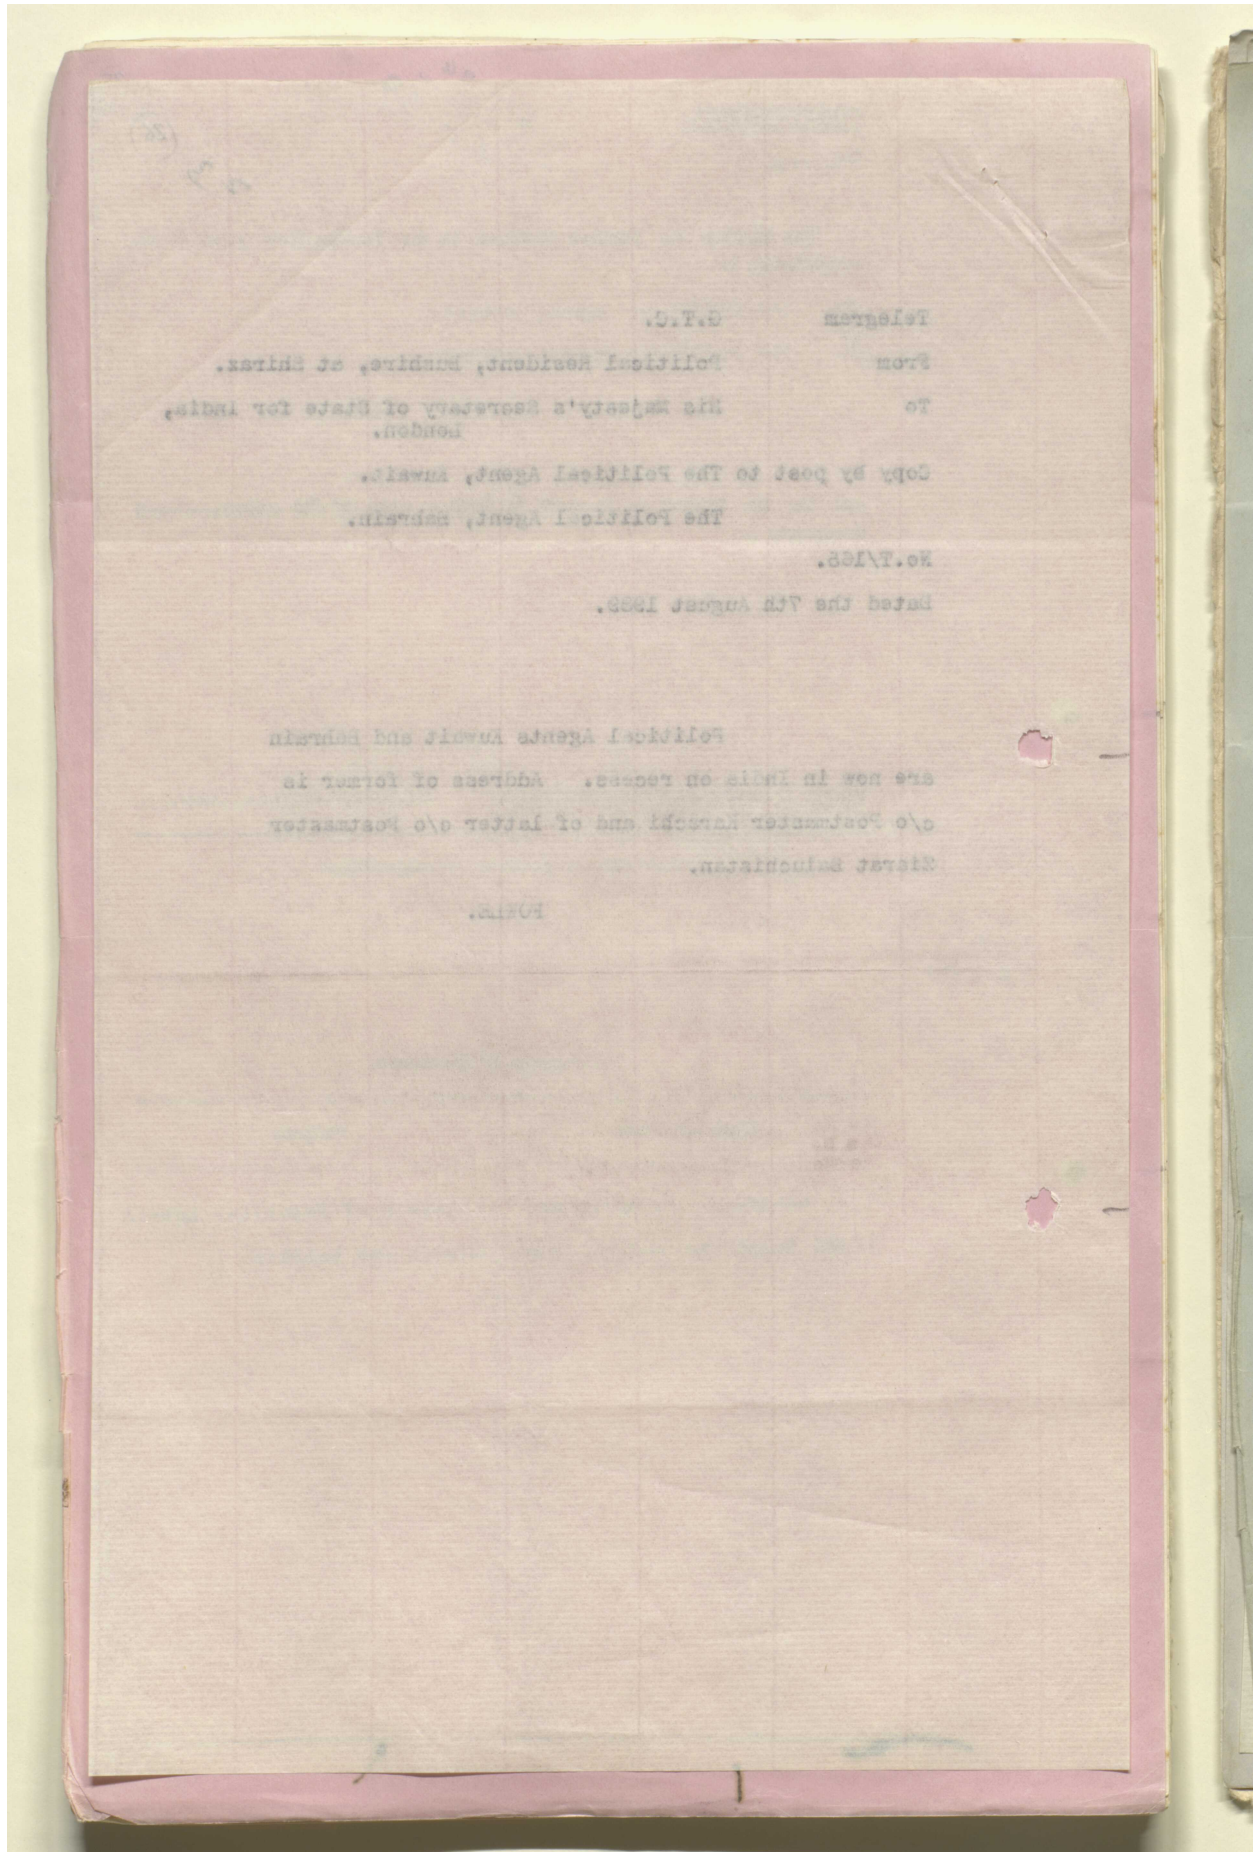 Telegram G.T.C.
From Political Resident, Bushire, at Shiraz.
To His Majesty's Secretary of State for India,
London.
Copy by post to The Political Agent, Kuwait.
The Political Agent, Bahrain.
No.T/165.
Dated the 7th August 1939.
Political Agents Kuwait and Bahrain
are now in India on recess. Address of former is
c/o Postmaster Karachi and of latter c/o Postmaster
Ziarat Baluchistan.
FOWLE.